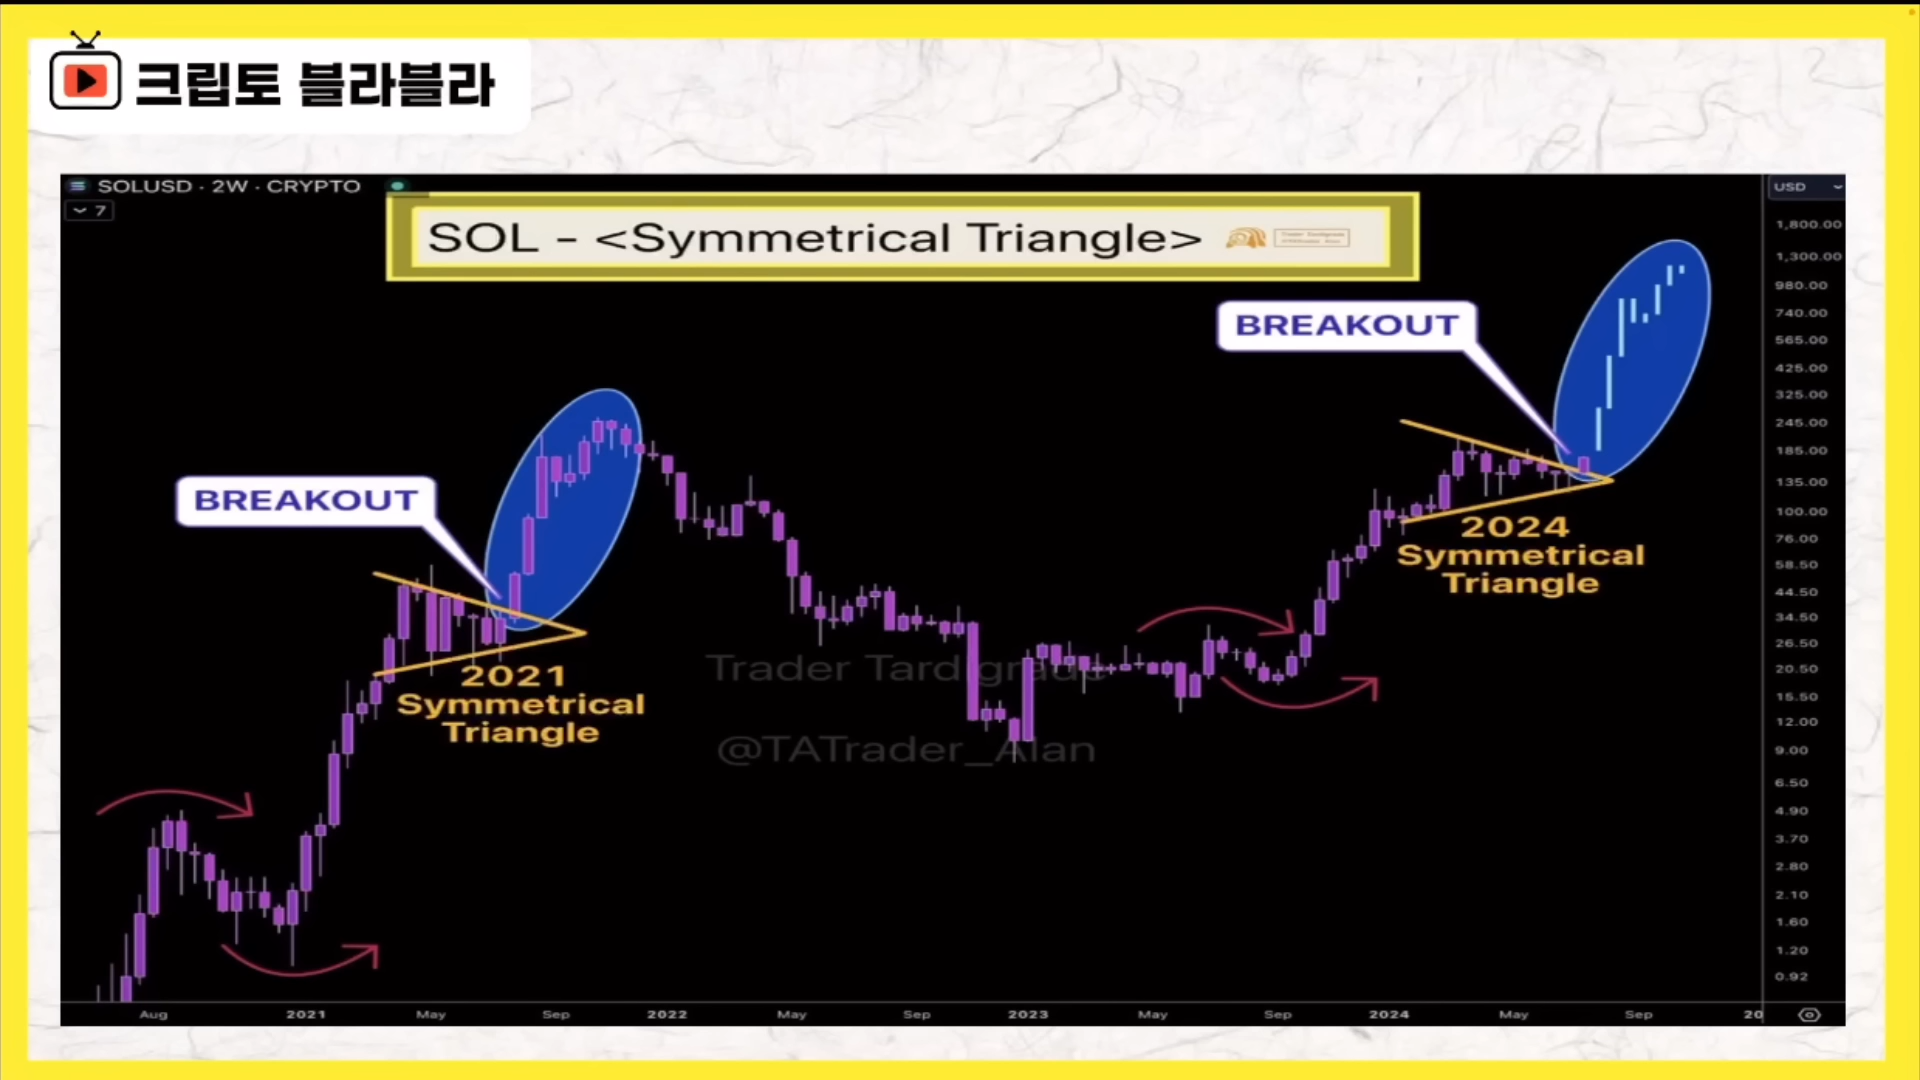 크립토 블라블라
SOLUSD · 2W · CRYPTO
7
SOL - <Symmetrical Triangle>
USD
1,800.00
1,300.00
980.00
740.00
565.00
425.00
325.00
245.00
185.00
135.00
100.00
76.00
58.50
44.50
34.50
26.50
20.50
15.50
12.00
9.00
6.50
4.90
3.70
2.80
2.10
1.60
1.20
0.92
BREAKOUT
BREAKOUT
2024
Symmetrical
Triangle
2021
Symmetrical
Triangle
Trader Tardigrade
@TATrader_Alan
Aug 2021 May Sep 2022 May Sep 2023 May Sep 2024 May Sep 20